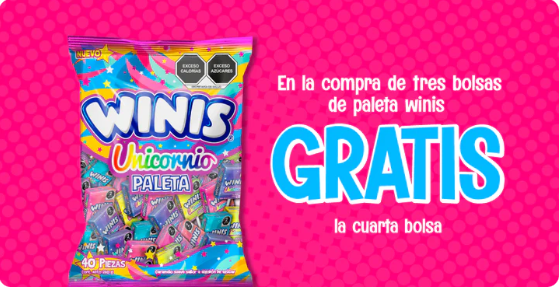 NUEVO
EXCESO CALORÍAS
EXCESO AZÚCARES
WINIS
Unicornio
PALETA
40 PIEZAS
En la compra de tres bolsas
de paleta winis
GRATIS
la cuarta bolsa